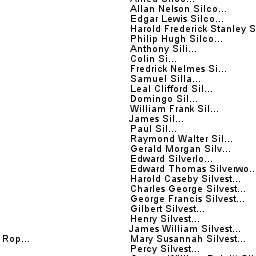 Allan Nelson Silco...
Edgar Lewis Silco...
Harold Frederick Stanley S
Philip Hugh Silco...
Anthony Sili...
Colin Si...
Fredrick Nelmes Si...
Samuel Silla...
Leal Clifford Sil...
Domingo Sil...
William Frank Sil...
James Sil...
Paul Sil...
Raymond Walter Sil...
Gerald Morgan Silv...
Edward Silverlo...
Edward Thomas Silverwo..
Harold Caseby Silvest...
Charles George Silvest...
George Francis Silvest...
Gilbert Silvest...
Henry Silvest...
James William Silvest...
Rop... Mary Susannah Silvest...
Percy Silvest...